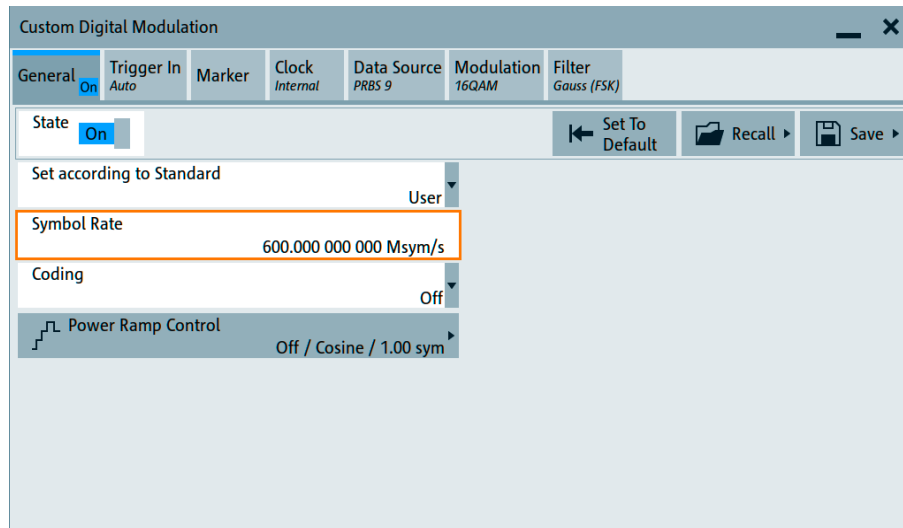 Custom Digital Modulation
General On
Trigger In
Auto
Marker
Clock
Internal
Data Source
PRBS 9
Modulation
16QAM
Filter
Gauss (FSK)
State On
Set To
Default
Recall
Save
Set according to Standard
User
Symbol Rate
600.000 000 000 Msym/s
Coding
Off
Power Ramp Control
Off / Cosine / 1.00 sym